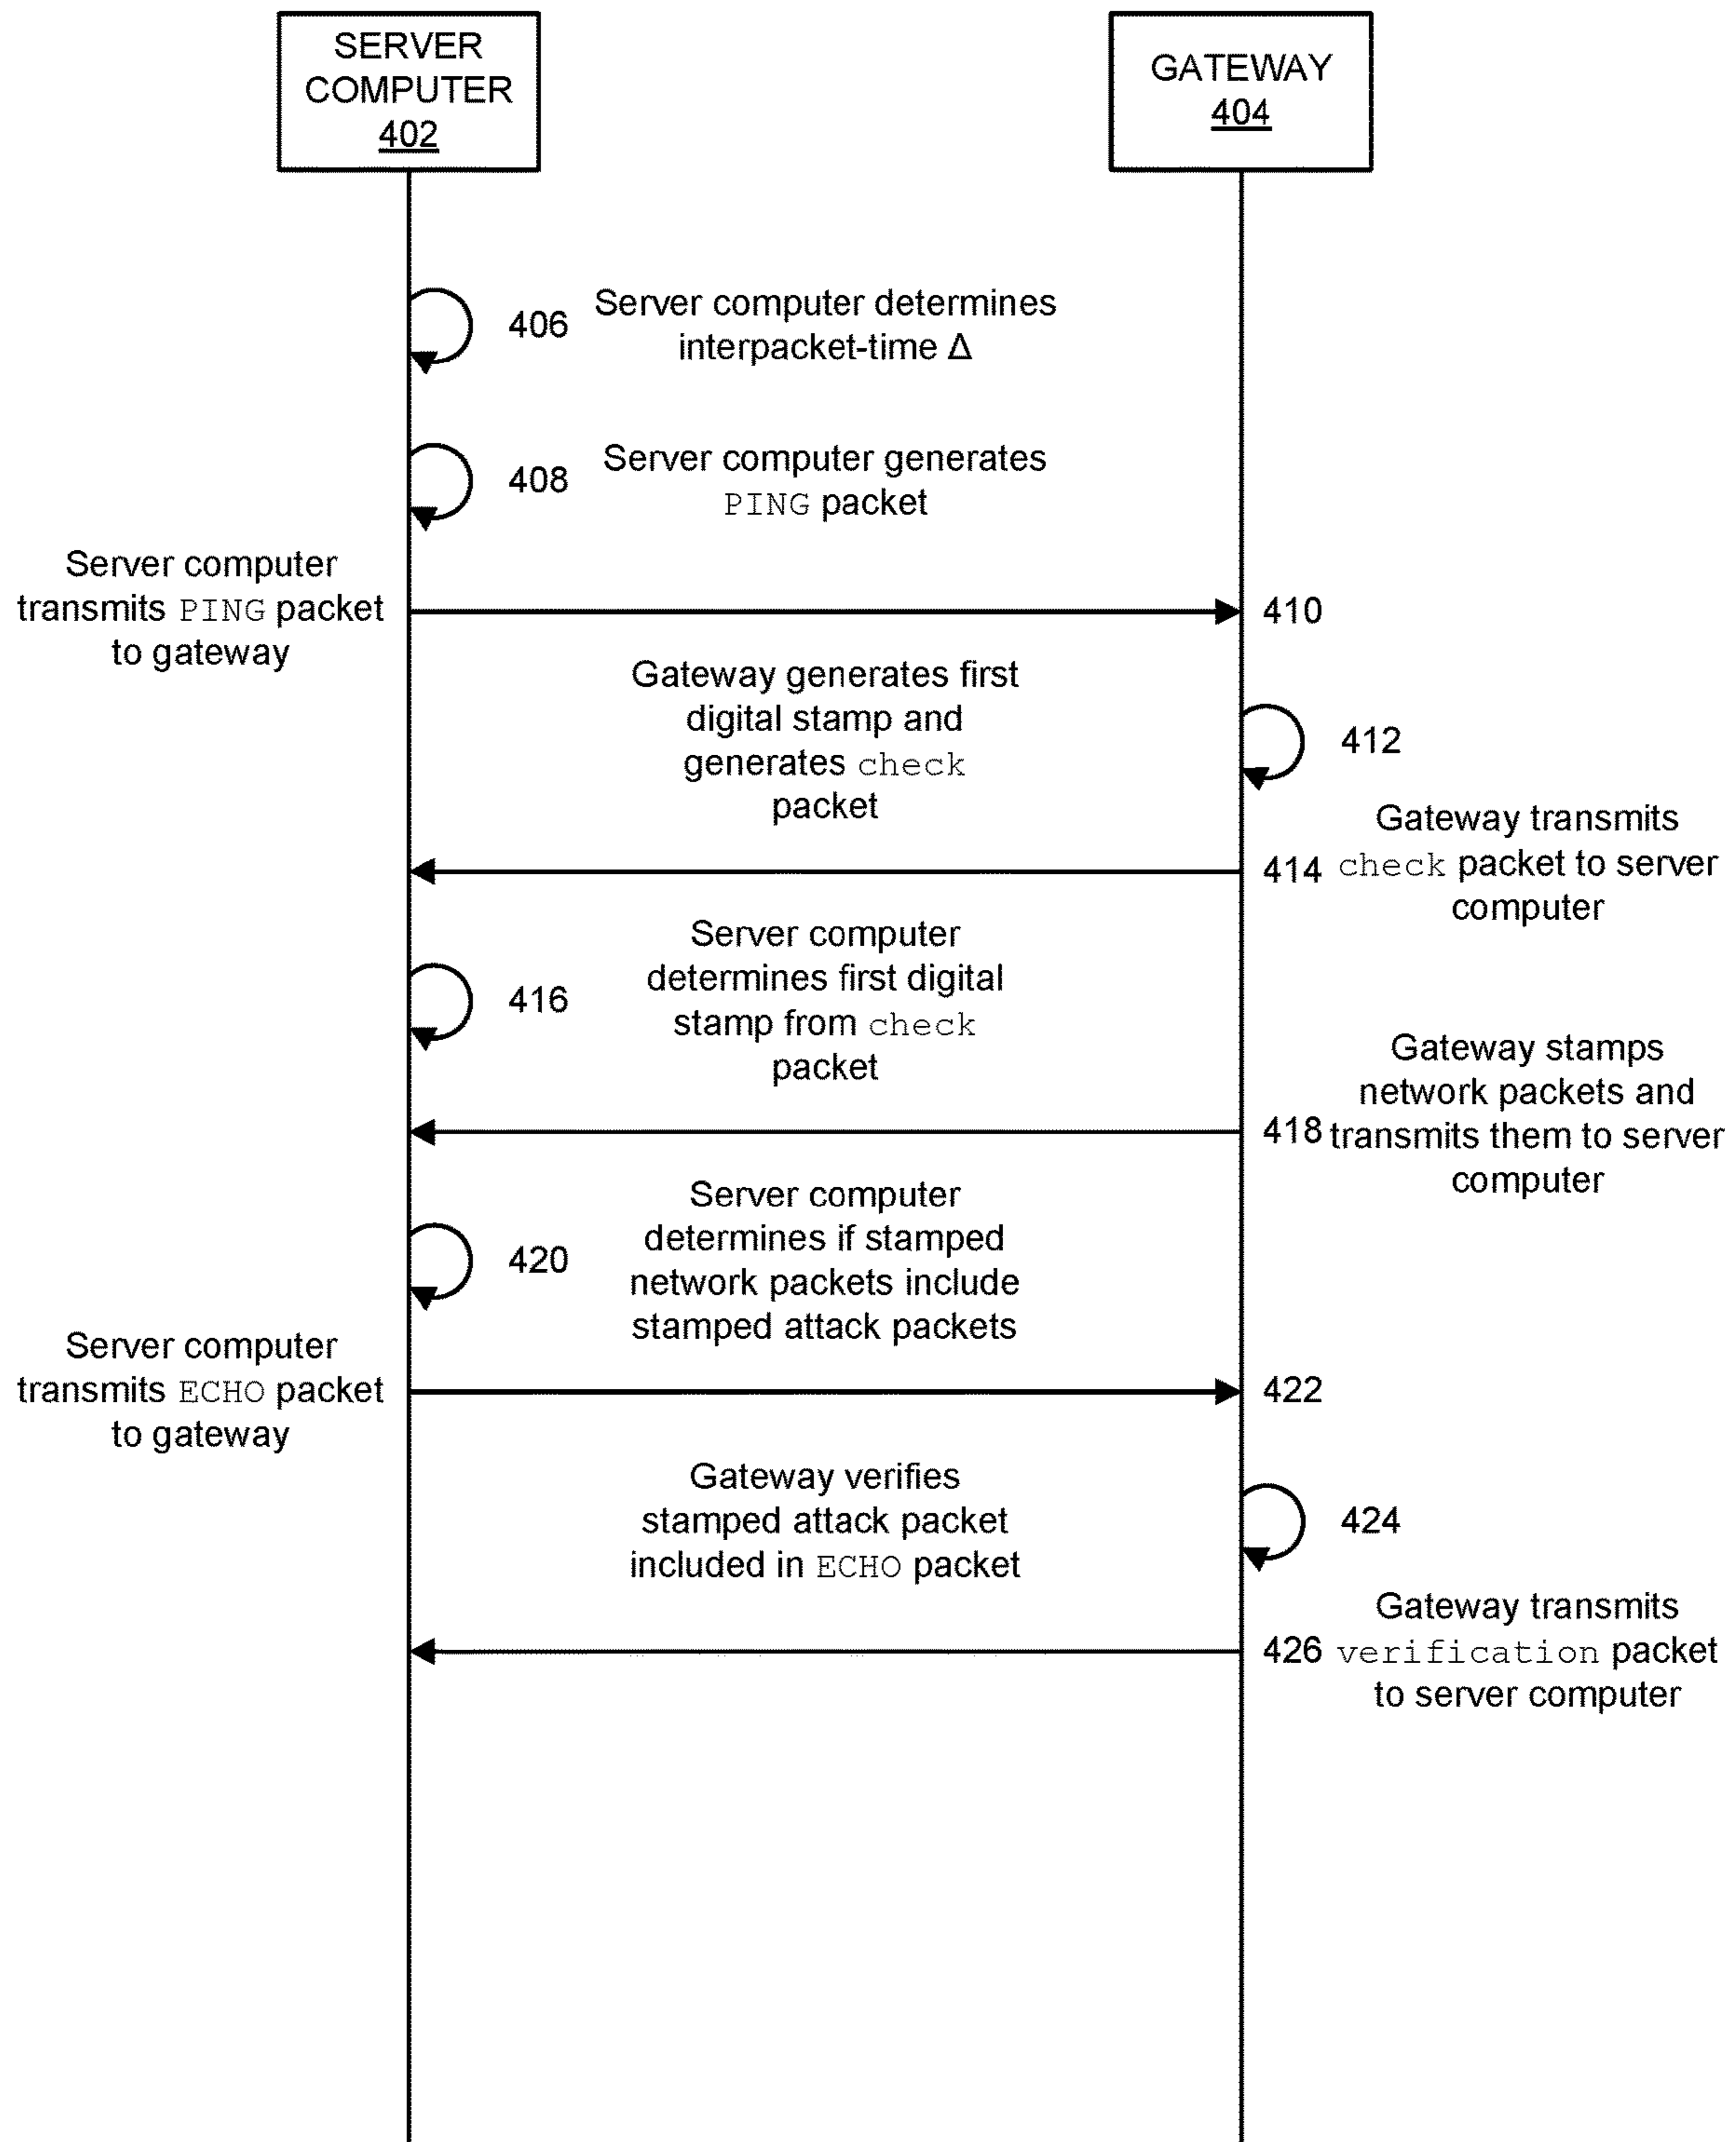 SERVER
COMPUTER
402
GATEWAY
404
406
Server computer determines
interpacket-time Δ
408
Server computer generates
PING packet
Server computer
transmits PING packet
to gateway
410
Gateway generates first
digital stamp and
generates check
packet
412
Gateway transmits
check packet to server
computer
414
Server computer
determines first digital
stamp from check
packet
416
Gateway stamps
network packets and
transmits them to server
computer
418
Server computer
determines if stamped
network packets include
stamped attack packets
420
Server computer
transmits ECHO packet
to gateway
422
Gateway verifies
stamped attack packet
included in ECHO packet
424
Gateway transmits
verification packet
to server computer
426